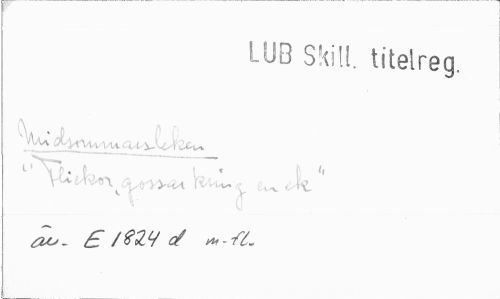 LUB Skill. titelreg.
Midsommarsleken
"Flickor, gossar kring en ek"
äv. E 1824 d m.fl.